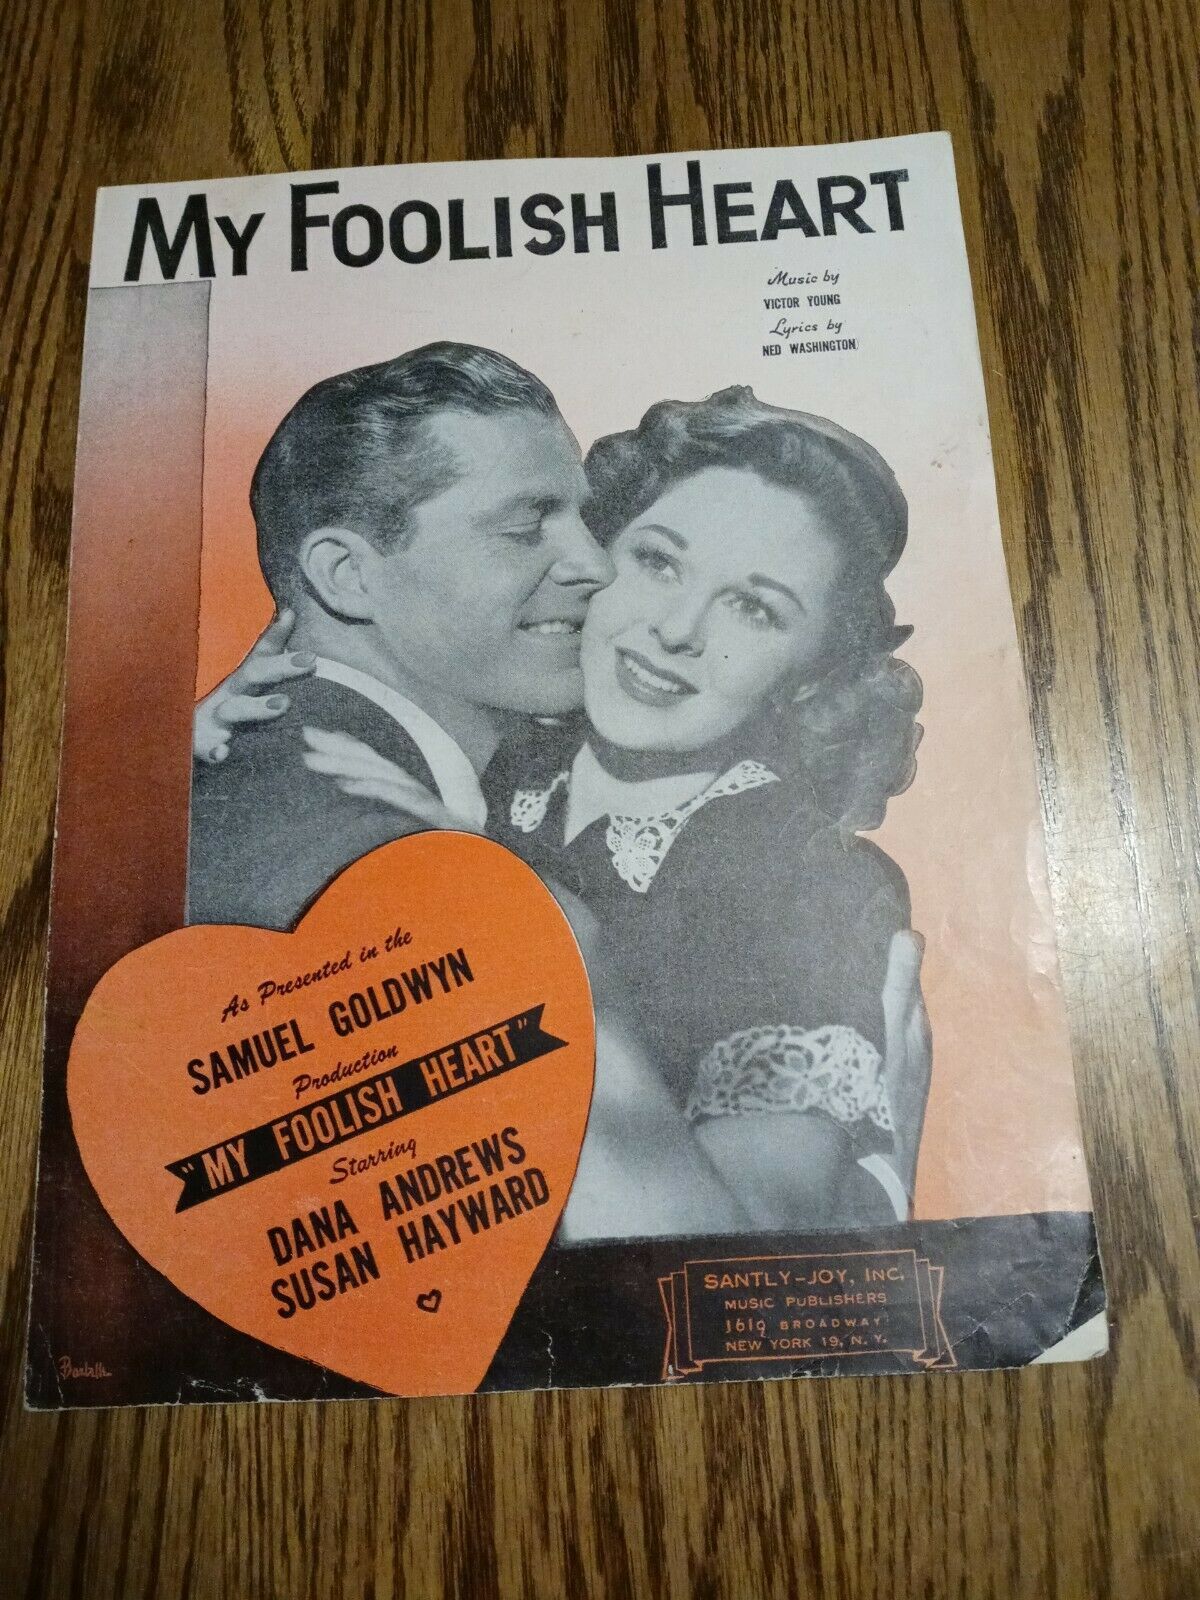 MY FOOLISH HEART
Music by
VICTOR YOUNG
Lyrics by
NED WASHINGTON
As Presented in the
SAMUEL GOLDWYN
Production
"MY FOOLISH HEART"
Starring
DANA ANDREWS
SUSAN HAYWARD
SANTLY-JOY, INC.
MUSIC PUBLISHERS
1619 BROADWAY
NEW YORK 19, N. Y.
Barbelle